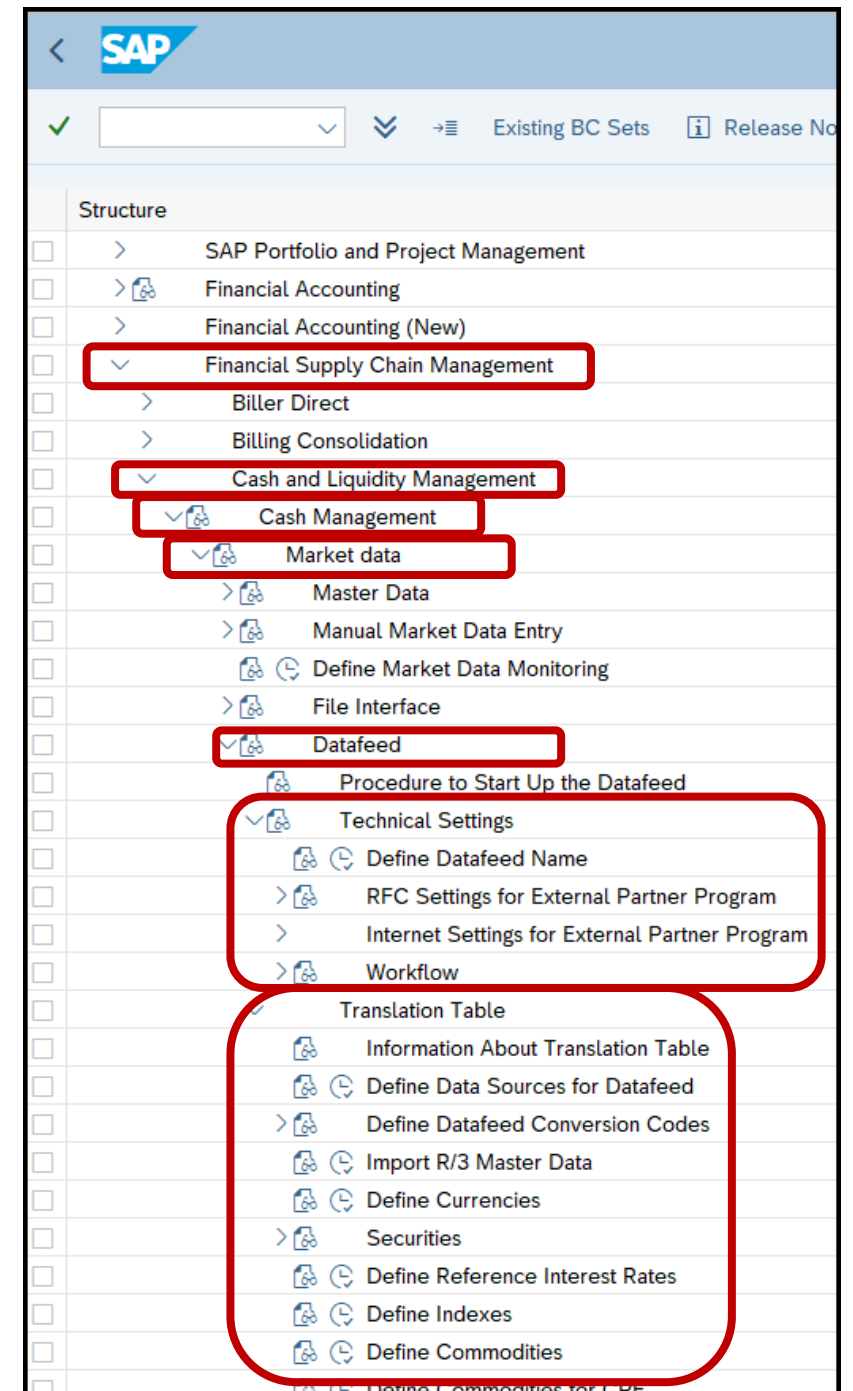 SAP
Existing BC Sets
i Release No
Structure
SAP Portfolio and Project Management
Financial Accounting
Financial Accounting (New)
Financial Supply Chain Management
Biller Direct
Billing Consolidation
Cash and Liquidity Management
Cash Management
Market data
Master Data
Manual Market Data Entry
Define Market Data Monitoring
File Interface
Datafeed
Procedure to Start Up the Datafeed
Technical Settings
Define Datafeed Name
RFC Settings for External Partner Program
Internet Settings for External Partner Program
Workflow
Translation Table
Information About Translation Table
Define Data Sources for Datafeed
Define Datafeed Conversion Codes
Import R/3 Master Data
Define Currencies
Securities
Define Reference Interest Rates
Define Indexes
Define Commodities
Define Commodities for CPE